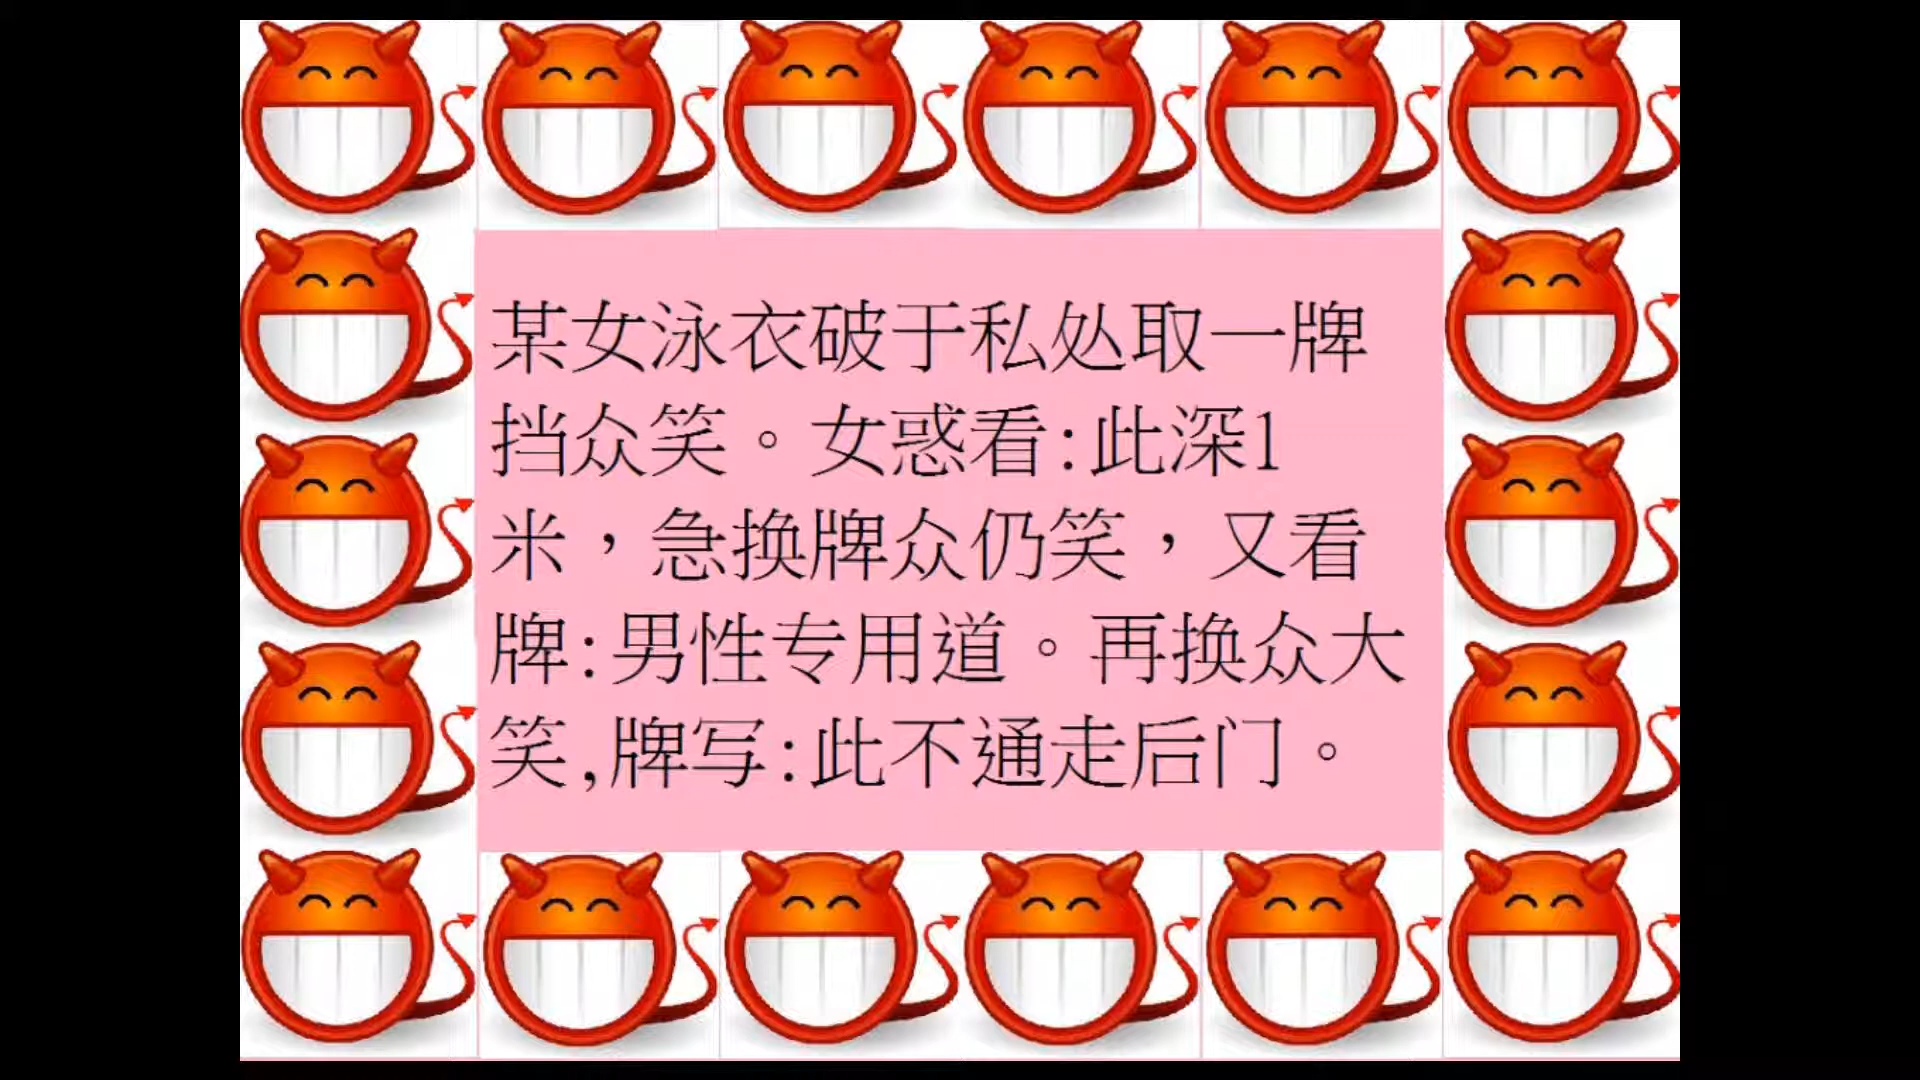 某女泳衣破于私处取一牌
挡众笑。女惑看:此深1
米，急换牌众仍笑，又看
牌:男性专用道。再换众大
笑,牌写:此不通走后门。